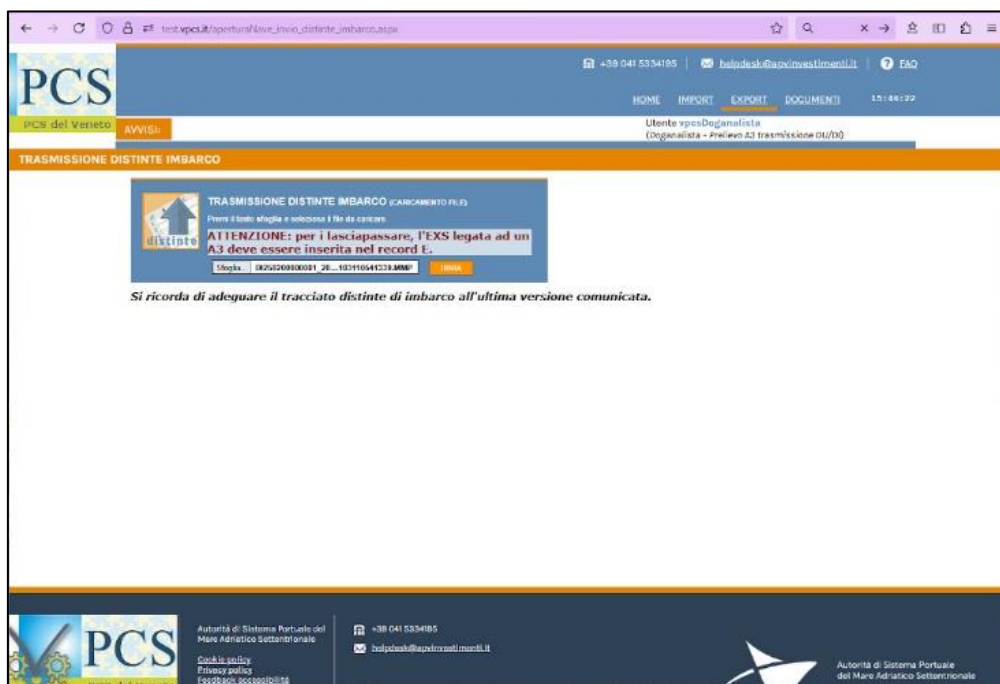 test.vpcs.it/aperturaNave_invio_distinte_imbarco.aspx
+39 041 5334195 | helpdesk@apvinvestimenti.it | FAQ
PCS
HOME IMPORT EXPORT DOCUMENTI 15:46:22
PCS del Veneto
AVVISI:
Utente vpcsDoganalista
(Doganalista - Prelievo A3 trasmissione DU/DI)
TRASMISSIONE DISTINTE IMBARCO
TRASMISSIONE DISTINTE IMBARCO (CARICAMENTO FILE)
Premi il tasto sfoglia e seleziona il file da caricare.
distinte
ATTENZIONE: per i lasciapassare, l'EXS legata ad un
A3 deve essere inserita nel record E.
Sfoglia... INVIA
Si ricorda di adeguare il tracciato distinte di imbarco all'ultima versione comunicata.
PCS
Autorità di Sistema Portuale del
Mare Adriatico Settentrionale
Cookie policy
Privacy policy
Feedback accessibilità
+39 041 5334195
helpdesk@apvinvestimenti.it
Autorità di Sistema Portuale
del Mare Adriatico Settentrionale